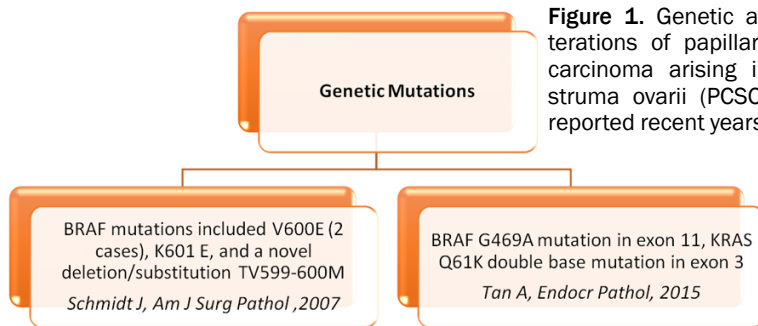 Genetic Mutations
Figure 1. Genetic a
terations of papillar
carcinoma arising i
struma ovarii (PCSC
reported recent years
BRAF mutations included V600E (2
cases), K601 E, and a novel
deletion/substitution TV599-600M
Schmidt J, Am J Surg Pathol ,2007
BRAF G469A mutation in exon 11, KRAS
Q61K double base mutation in exon 3
Tan A, Endocr Pathol, 2015